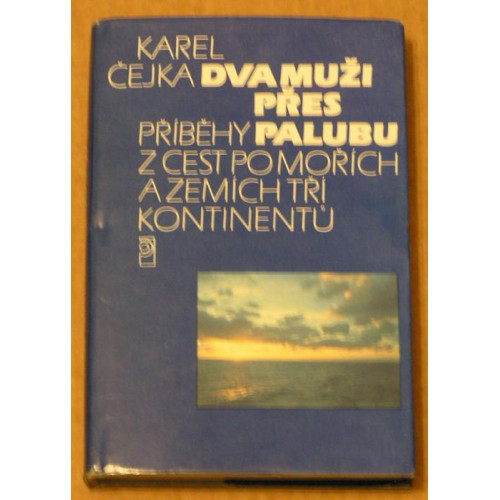 KAREL
ČEJKA DVA MUŽI
PŘES
PŘÍBĚHY PALUBU
Z CEST PO MOŘÍCH
A ZEMÍCH TŘÍ
KONTINENTŮ